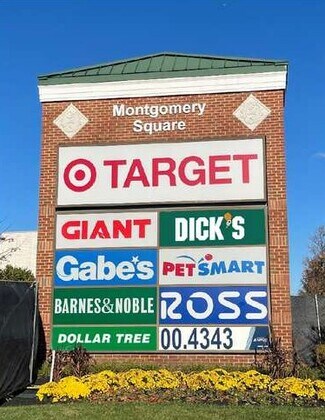 Montgomery
Square
TARGET
GIANT
DICK'S
Gabe's
PETSMART
BARNES&NOBLE
ROSS
DOLLAR TREE
00.4343